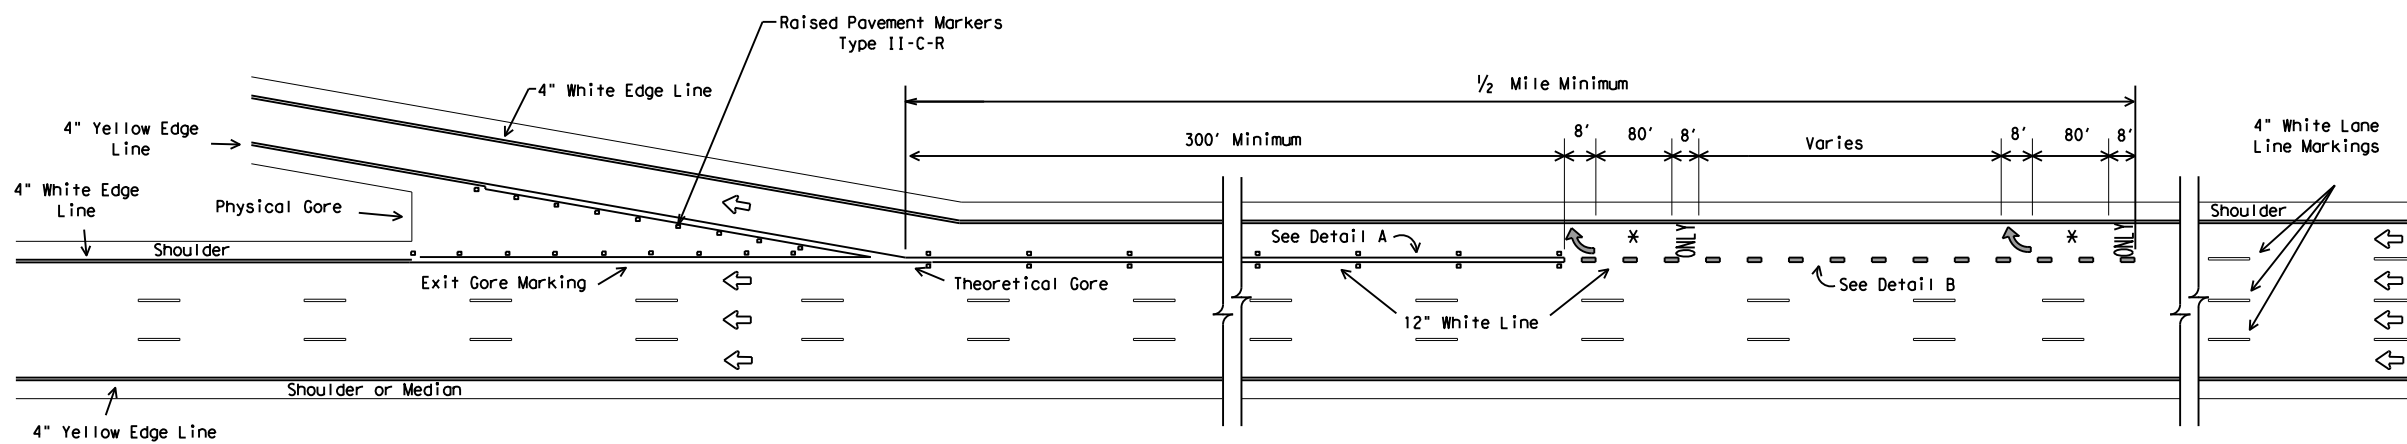 Raised Pavement Markers
Type II-C-R
4" White Edge Line
½ Mile Minimum
4" Yellow Edge
Line
300' Minimum
8'
80'
8'
Varies
8'
80'
8'
4" White Lane
Line Markings
4" White Edge
Line
Physical Gore
Shoulder
Shoulder
See Detail A
*
ONLY
*
ONLY
Exit Gore Marking
Theoretical Gore
See Detail B
12" White Line
Shoulder or Median
4" Yellow Edge Line